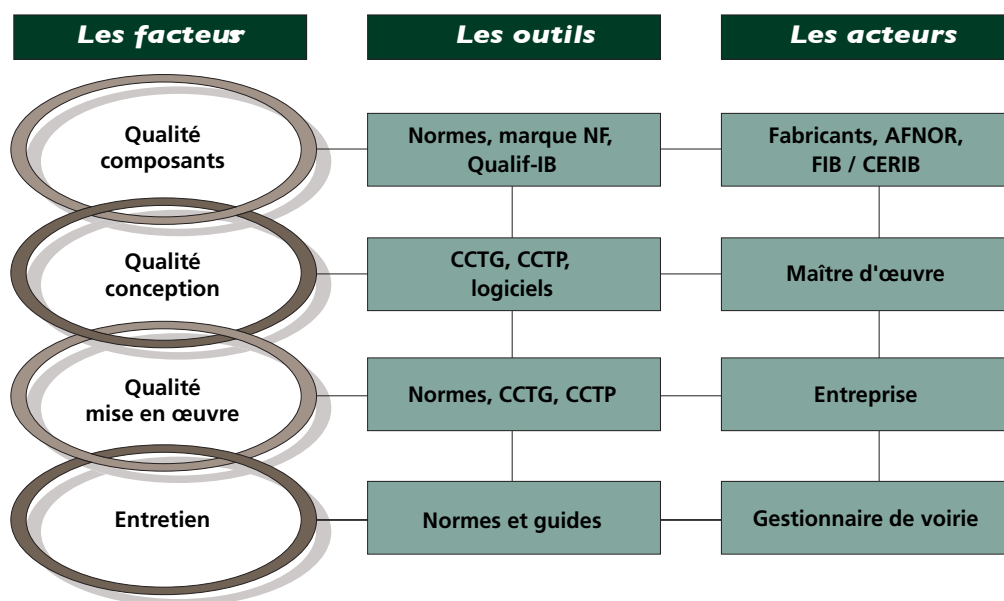 Les facteurs
Les outils
Les acteurs
Qualité
composants
Normes, marque NF,
Qualif-IB
Fabricants, AFNOR,
FIB / CERIB
Qualité
conception
CCTG, CCTP,
logiciels
Maître d'œuvre
Qualité
mise en œuvre
Normes, CCTG, CCTP
Entreprise
Entretien
Normes et guides
Gestionnaire de voirie